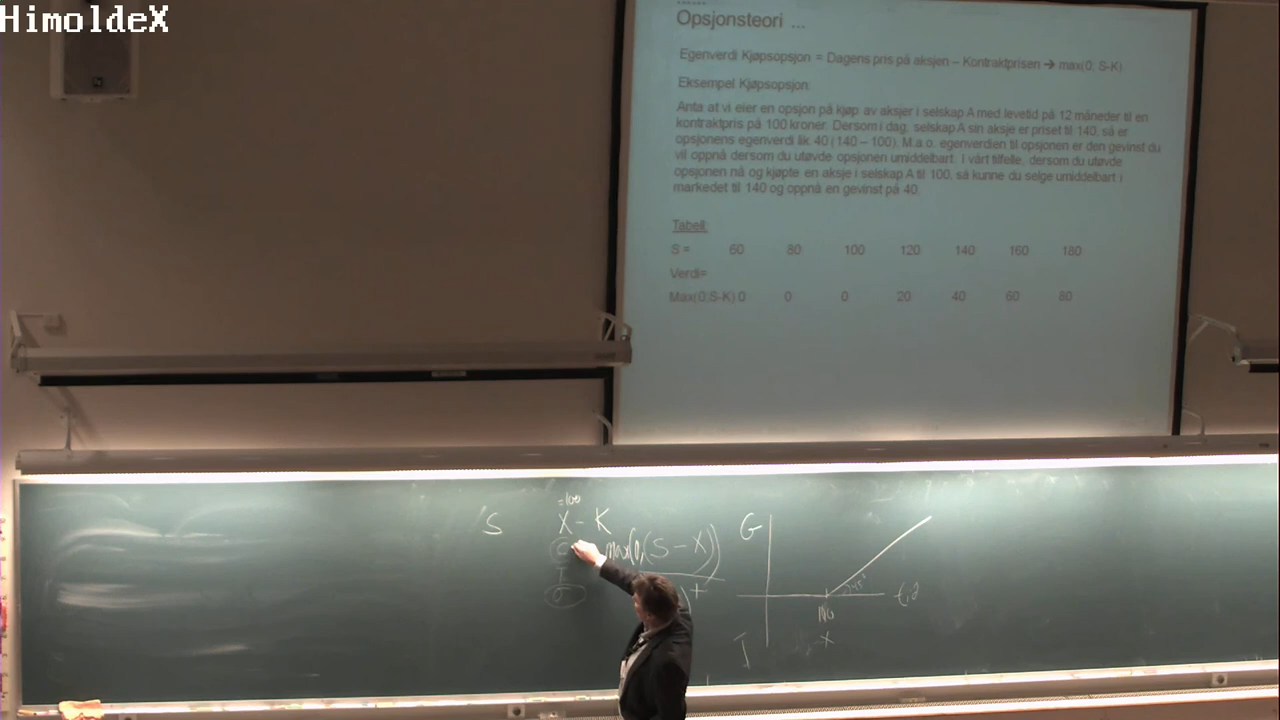 HimoldeX
Opsjonsteori ...
Egenverdi Kjøpsopsjon = Dagens pris på aksjen – Kontraktprisen → max(0; S-K)
Eksempel Kjøpsopsjon:
Anta at vi eier en opsjon på kjøp av aksjer i selskap A med levetid på 12 måneder til en
kontraktpris på 100 kroner. Dersom i dag, selskap A sin aksje er priset til 140, så er
opsjonens egenverdi lik 40 (140 – 100). M.a.o. egenverdien til opsjonen er den gevinst du
vil oppnå dersom du utøvde opsjonen umiddelbart. I vårt tilfelle, dersom du utøvde
opsjonen nå og kjøpte en aksje i selskap A til 100, så kunne du selge umiddelbart i
markedet til 140 og oppnå en gevinst på 40.
Tabell:
S = 60 80 100 120 140 160 180
Verdi=
Max(0;S-K) 0 0 0 20 40 60 80
=100
S X - K
max(0,(S-X))
G
X